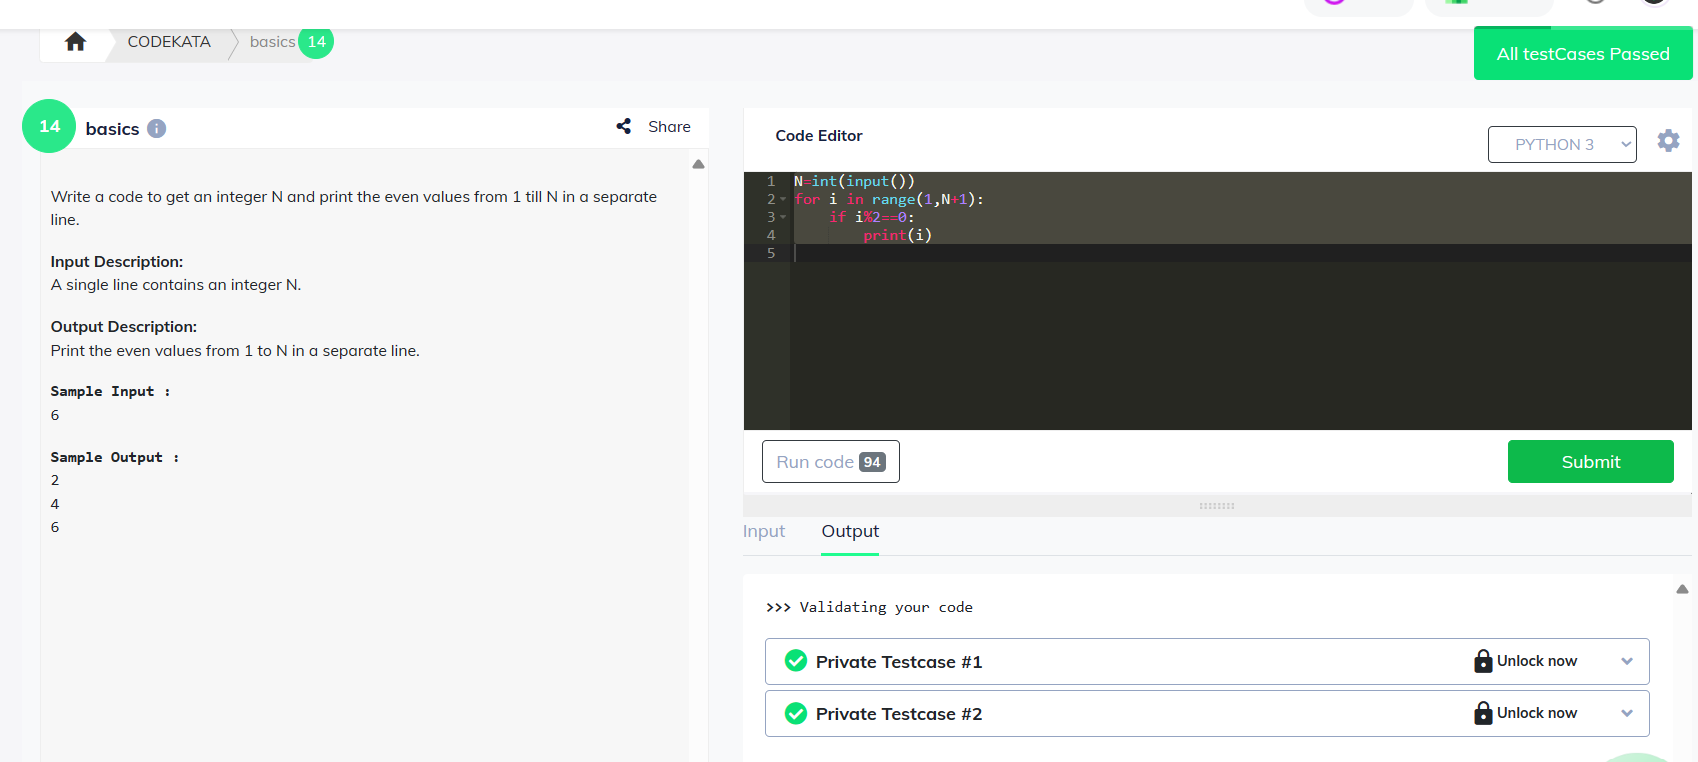 CODEKATA
basics 14
All testCases Passed
14 basics
Share
Write a code to get an integer N and print the even values from 1 till N in a separate
line.
Input Description:
A single line contains an integer N.
Output Description:
Print the even values from 1 to N in a separate line.
Sample Input :
6
Sample Output :
2
4
6
Code Editor
PYTHON 3
1 N=int(input())
2 for i in range(1,N+1):
3     if i%2==0:
4         print(i)
5
Run code 94
Submit
Input
Output
>>> Validating your code
Private Testcase #1
Unlock now
Private Testcase #2
Unlock now